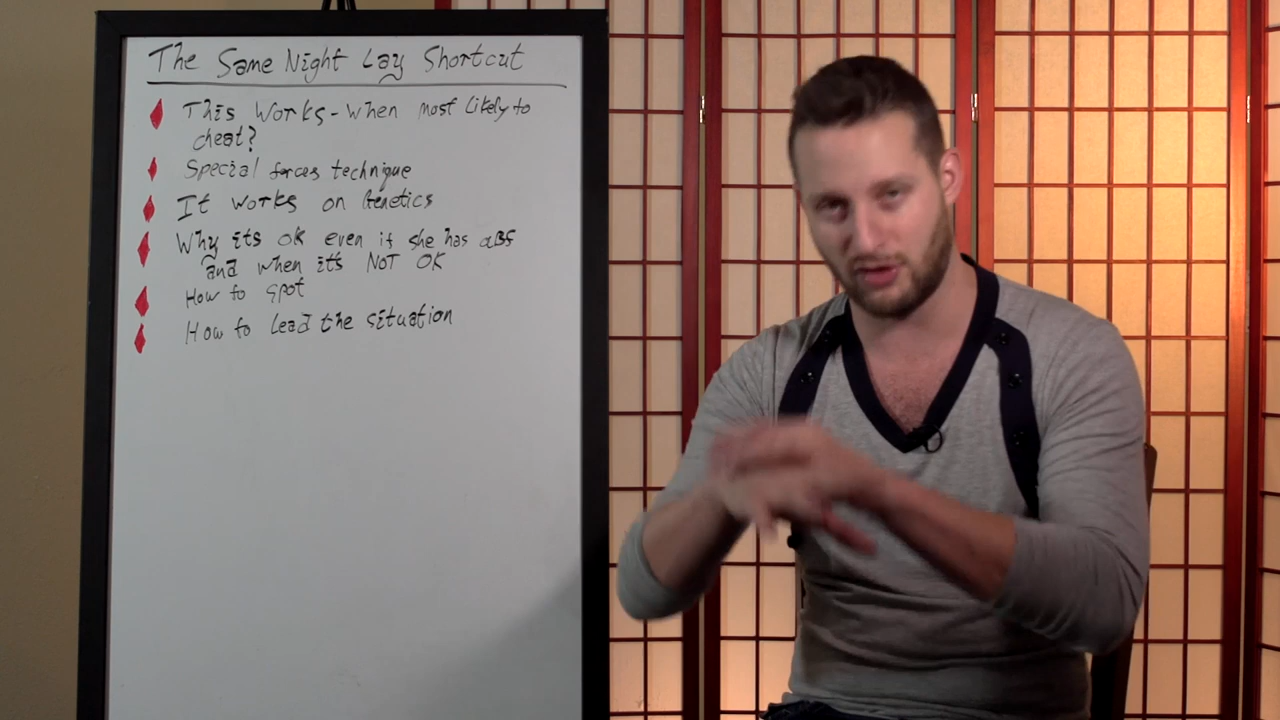 The Same Night Lay Shortcut
This Works - When most likely to
cheat?
Special forces technique
It works on Genetics
Why its OK even if she has a BF
and when it's NOT OK
How to spot
How to lead the situation